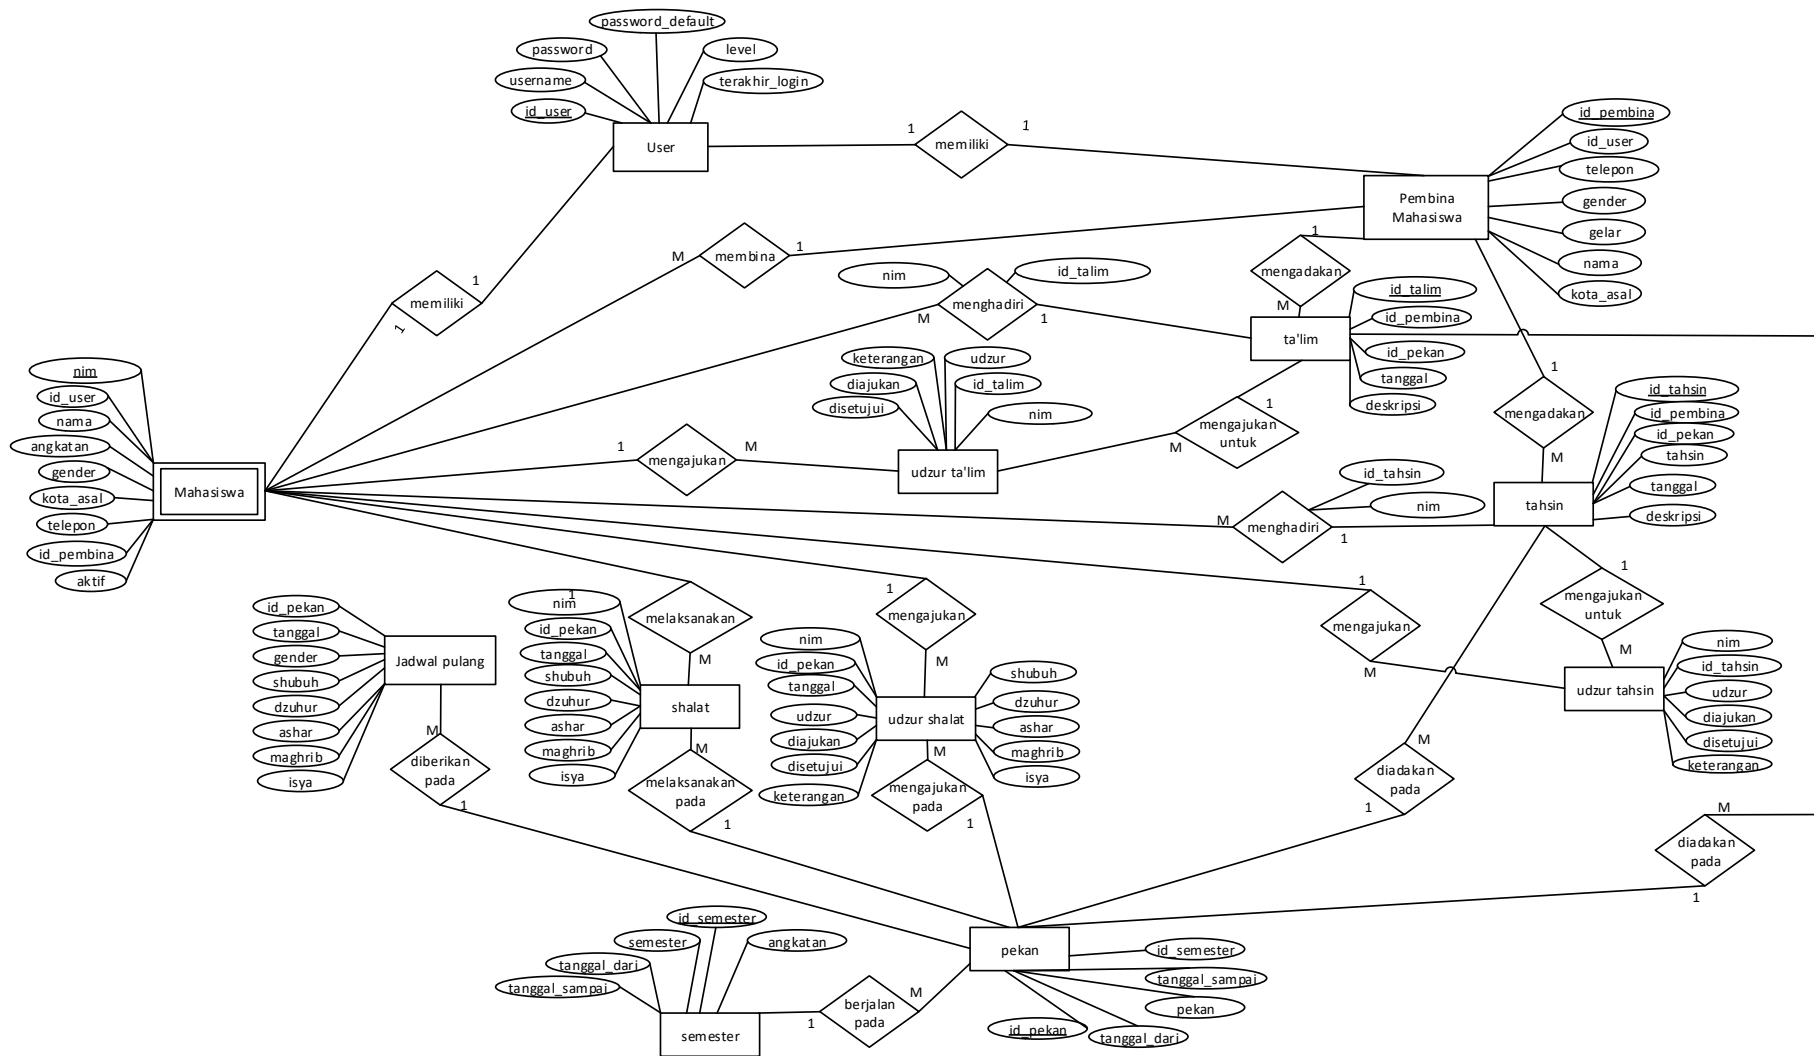 password_default
password
level
username
terakhir_login
id_user
User
1
memiliki
1
id_pembina
id_user
telepon
gender
gelar
nama
kota_asal
Pembina
Mahasiswa
M
membina
1
1
memiliki
1
nim
id_talim
menghadiri
M
1
1
mengadakan
M
id_talim
id_pembina
id_pekan
tanggal
deskripsi
ta'lim
keterangan
udzur
diajukan
id_talim
disetujui
nim
udzur ta'lim
1
mengajukan
M
1
mengajukan
untuk
M
1
mengadakan
M
id_tahsin
id_pembina
id_pekan
tahsin
tanggal
deskripsi
tahsin
id_tahsin
nim
M
menghadiri
1
nim
id_user
nama
angkatan
gender
kota_asal
telepon
id_pembina
aktif
Mahasiswa
1
mengajukan
M
1
mengajukan
untuk
M
nim
id_tahsin
udzur
diajukan
disetujui
keterangan
udzur tahsin
id_pekan
tanggal
gender
shubuh
dzuhur
ashar
maghrib
isya
Jadwal pulang
M
diberikan
pada
1
1
nim
id_pekan
tanggal
shubuh
dzuhur
ashar
maghrib
isya
melaksanakan
M
shalat
M
melaksanakan
pada
1
1
mengajukan
M
nim
id_pekan
tanggal
udzur
diajukan
disetujui
keterangan
udzur shalat
shubuh
dzuhur
ashar
maghrib
isya
M
mengajukan
pada
1
M
diadakan
pada
1
M
diadakan
pada
1
id_semester
semester
angkatan
tanggal_dari
tanggal_sampai
semester
1
berjalan
pada
M
pekan
id_semester
tanggal_sampai
pekan
id_pekan
tanggal_dari